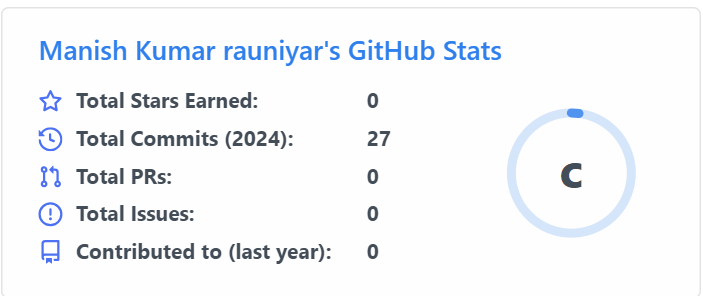 Manish Kumar rauniyar's GitHub Stats
Total Stars Earned: 0
Total Commits (2024): 27
Total PRs: 0
Total Issues: 0
Contributed to (last year): 0
C